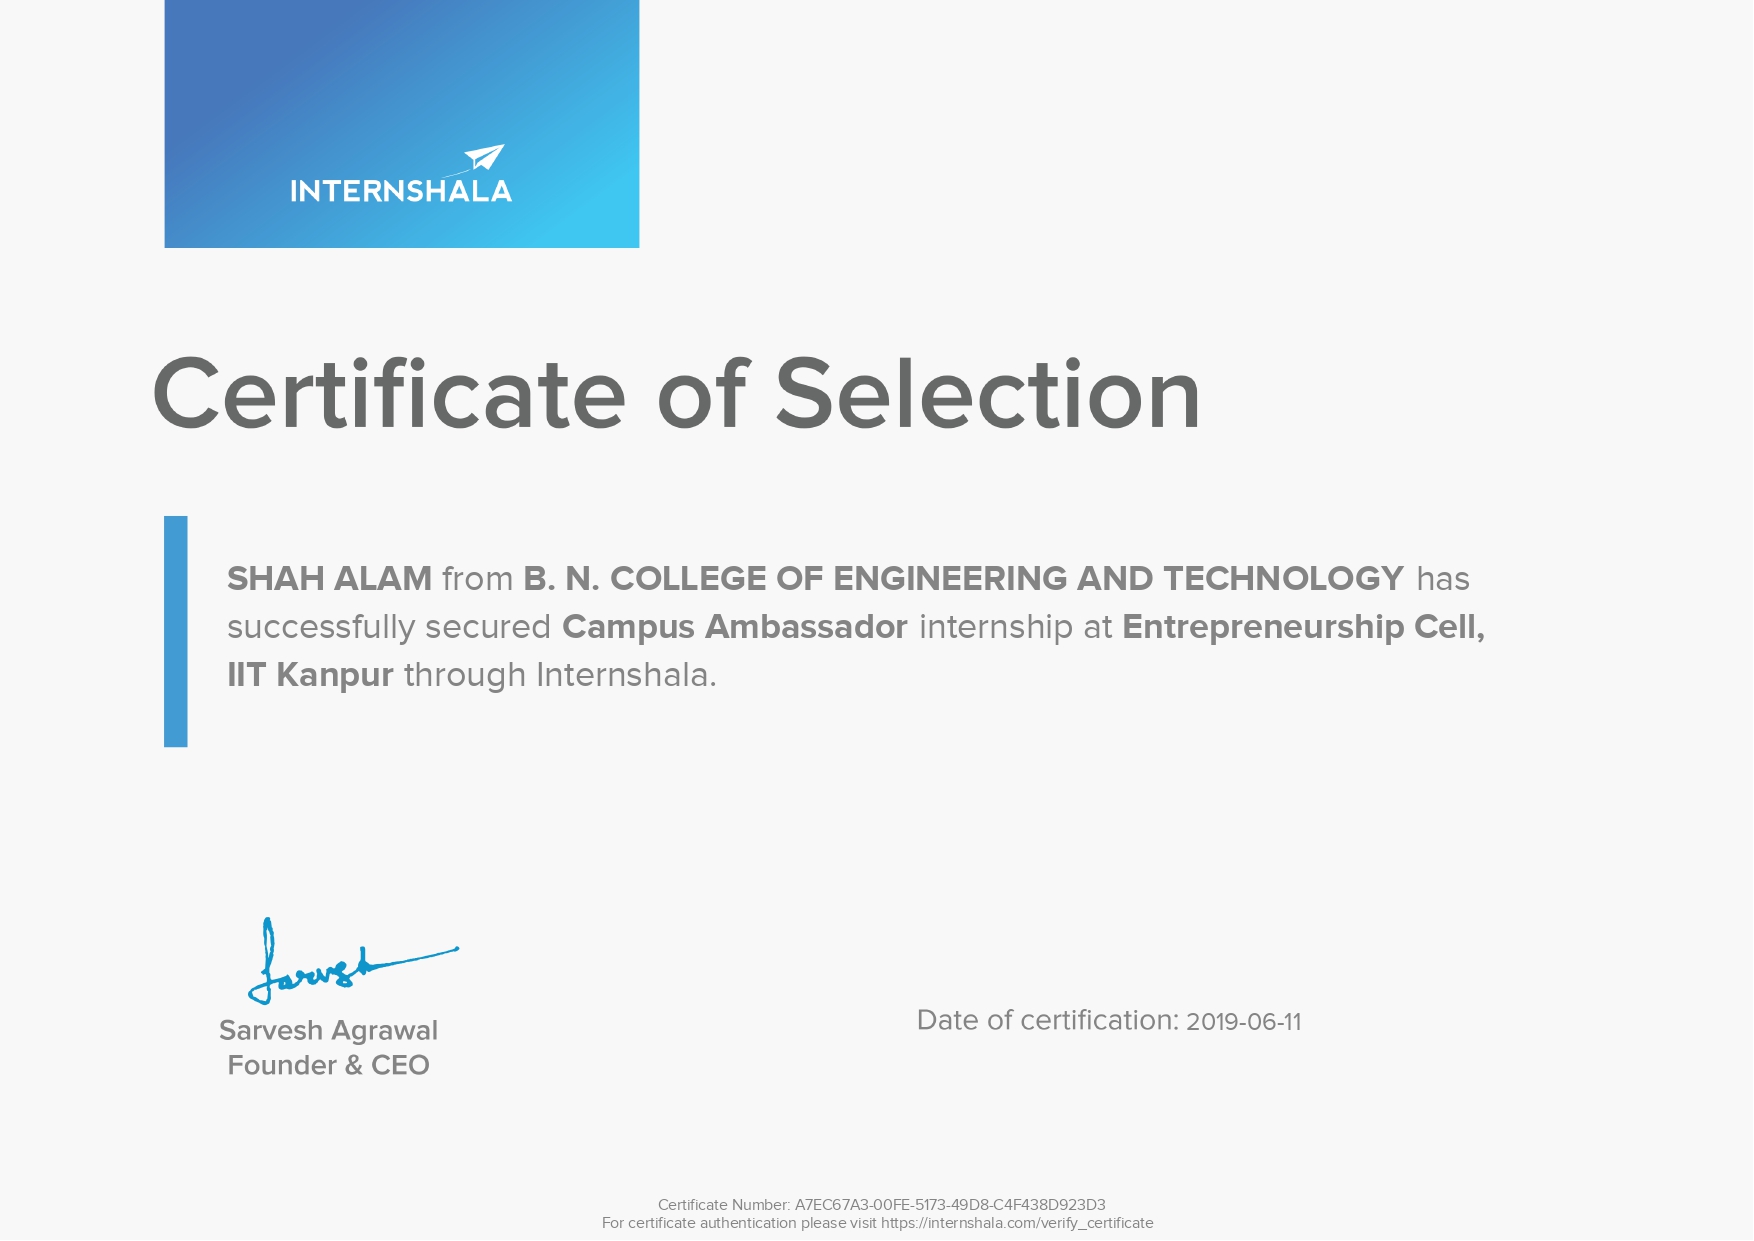 INTERNSHALA
Certificate of Selection
SHAH ALAM from B. N. COLLEGE OF ENGINEERING AND TECHNOLOGY has
successfully secured Campus Ambassador internship at Entrepreneurship Cell,
IIT Kanpur through Internshala.
Sarvesh
Sarvesh Agrawal
Founder & CEO
Date of certification: 2019-06-11
Certificate Number: A7EC67A3-00FE-5173-49D8-C4F438D923D3
For certificate authentication please visit https://internshala.com/verify_certificate